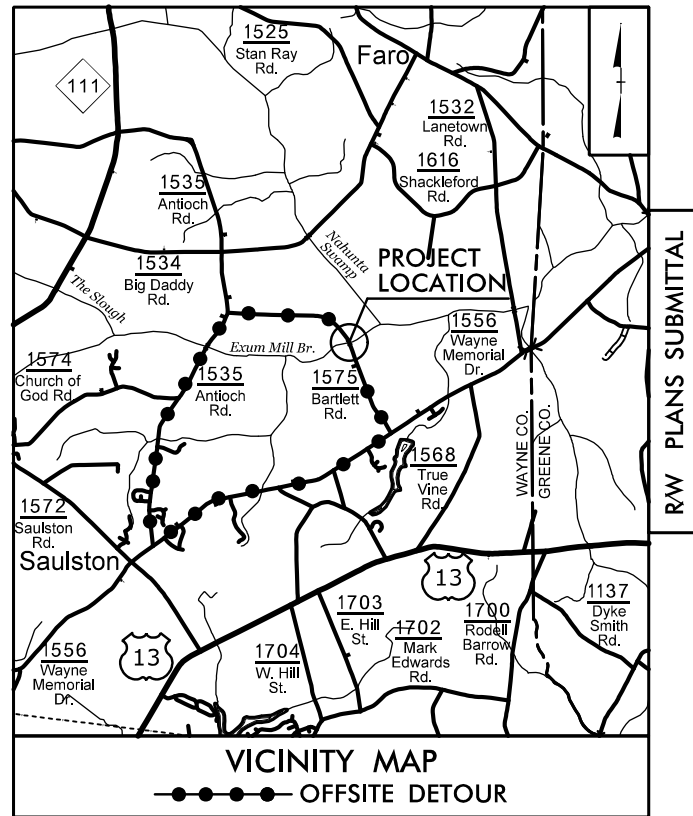 1525
Stan Ray
Rd.
Faro
111
1532
Lanetown
Rd.
1616
Shackleford
Rd.
1535
Antioch
Rd.
Nahunta
Swamp
PROJECT
LOCATION
1534
Big Daddy
Rd.
The Slough
1556
Wayne
Memorial
Dr.
Exum Mill Br.
1574
Church of
God Rd
1535
Antioch
Rd.
1575
Bartlett
Rd.
WAYNE CO.
GREENE CO.
1568
True
Vine
Rd.
1572
Saulston
Rd.
Saulston
13
1137
Dyke
Smith
Rd.
1703
E. Hill
St.
1700
Rodell
Barrow
Rd.
1702
Mark
Edwards
Rd.
1704
W. Hill
St.
1556
Wayne
Memorial
Dr.
13
R/W PLANS SUBMITTAL
VICINITY MAP
OFFSITE DETOUR